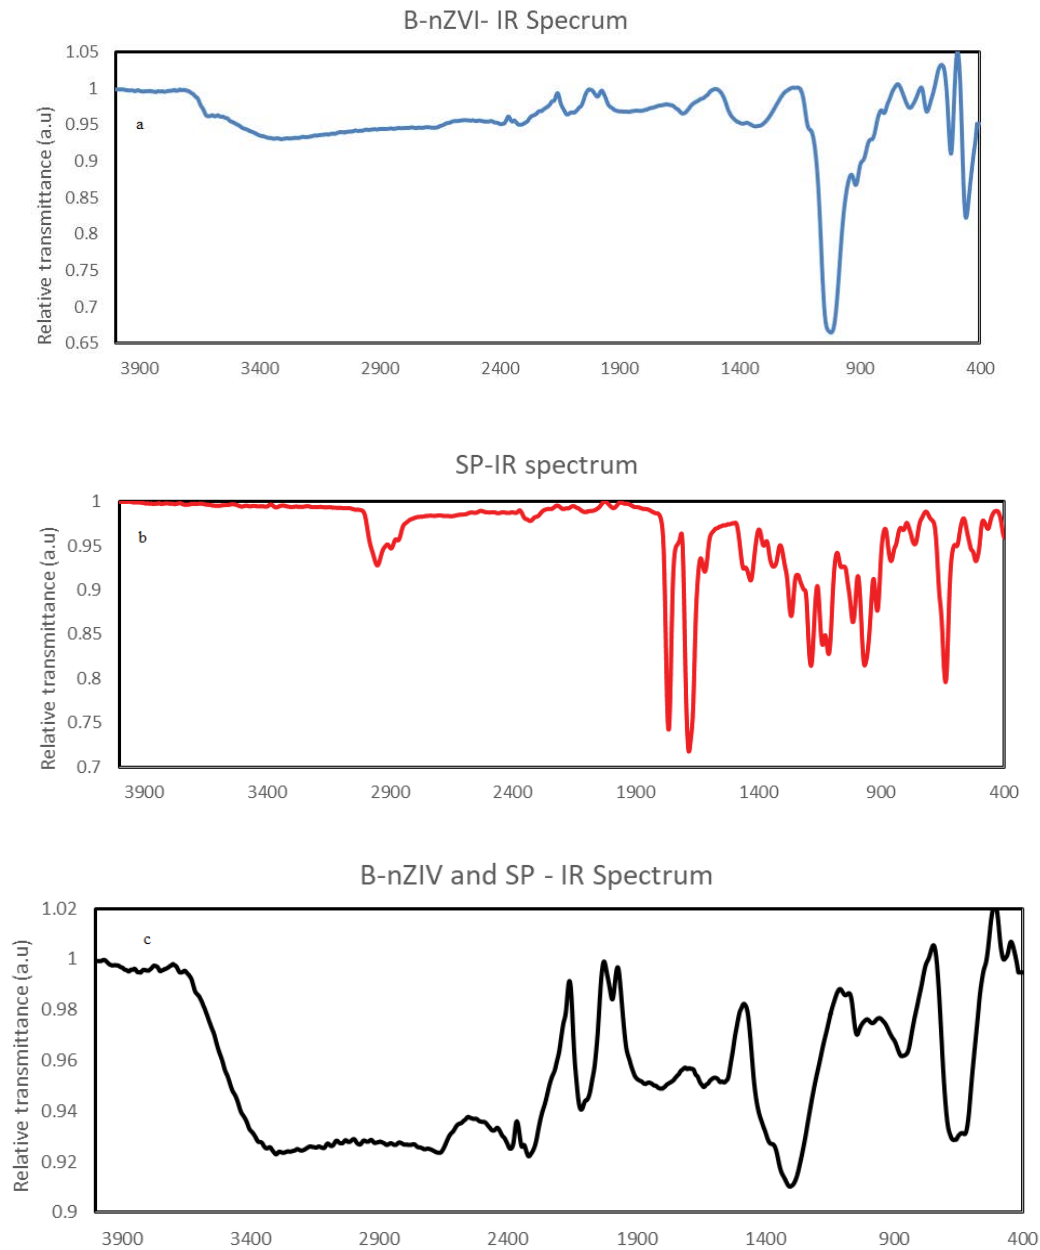 B-nZVI- IR Specrum
Relative transmittance (a.u)
1.05
1
0.95
0.9
0.85
0.8
0.75
0.7
0.65
a
3900 3400 2900 2400 1900 1400 900 400
SP-IR spectrum
Relative transmittance (a.u)
1
0.95
0.9
0.85
0.8
0.75
0.7
b
3900 3400 2900 2400 1900 1400 900 400
B-nZIV and SP - IR Spectrum
Relative transmittance (a.u)
1.02
1
0.98
0.96
0.94
0.92
0.9
c
3900 3400 2900 2400 1900 1400 900 400